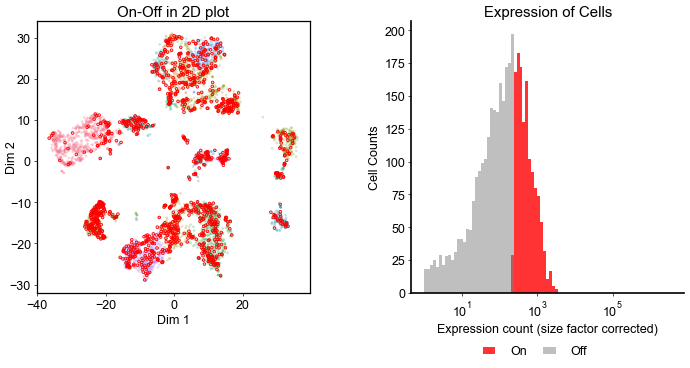 On-Off in 2D plot
30
20
10
0
−10
−20
−30
−40
−20
0
20
Dim 2
Dim 1
Expression of Cells
200
175
150
125
100
75
50
25
0
Cell Counts
10^1
10^3
10^5
Expression count (size factor corrected)
On
Off